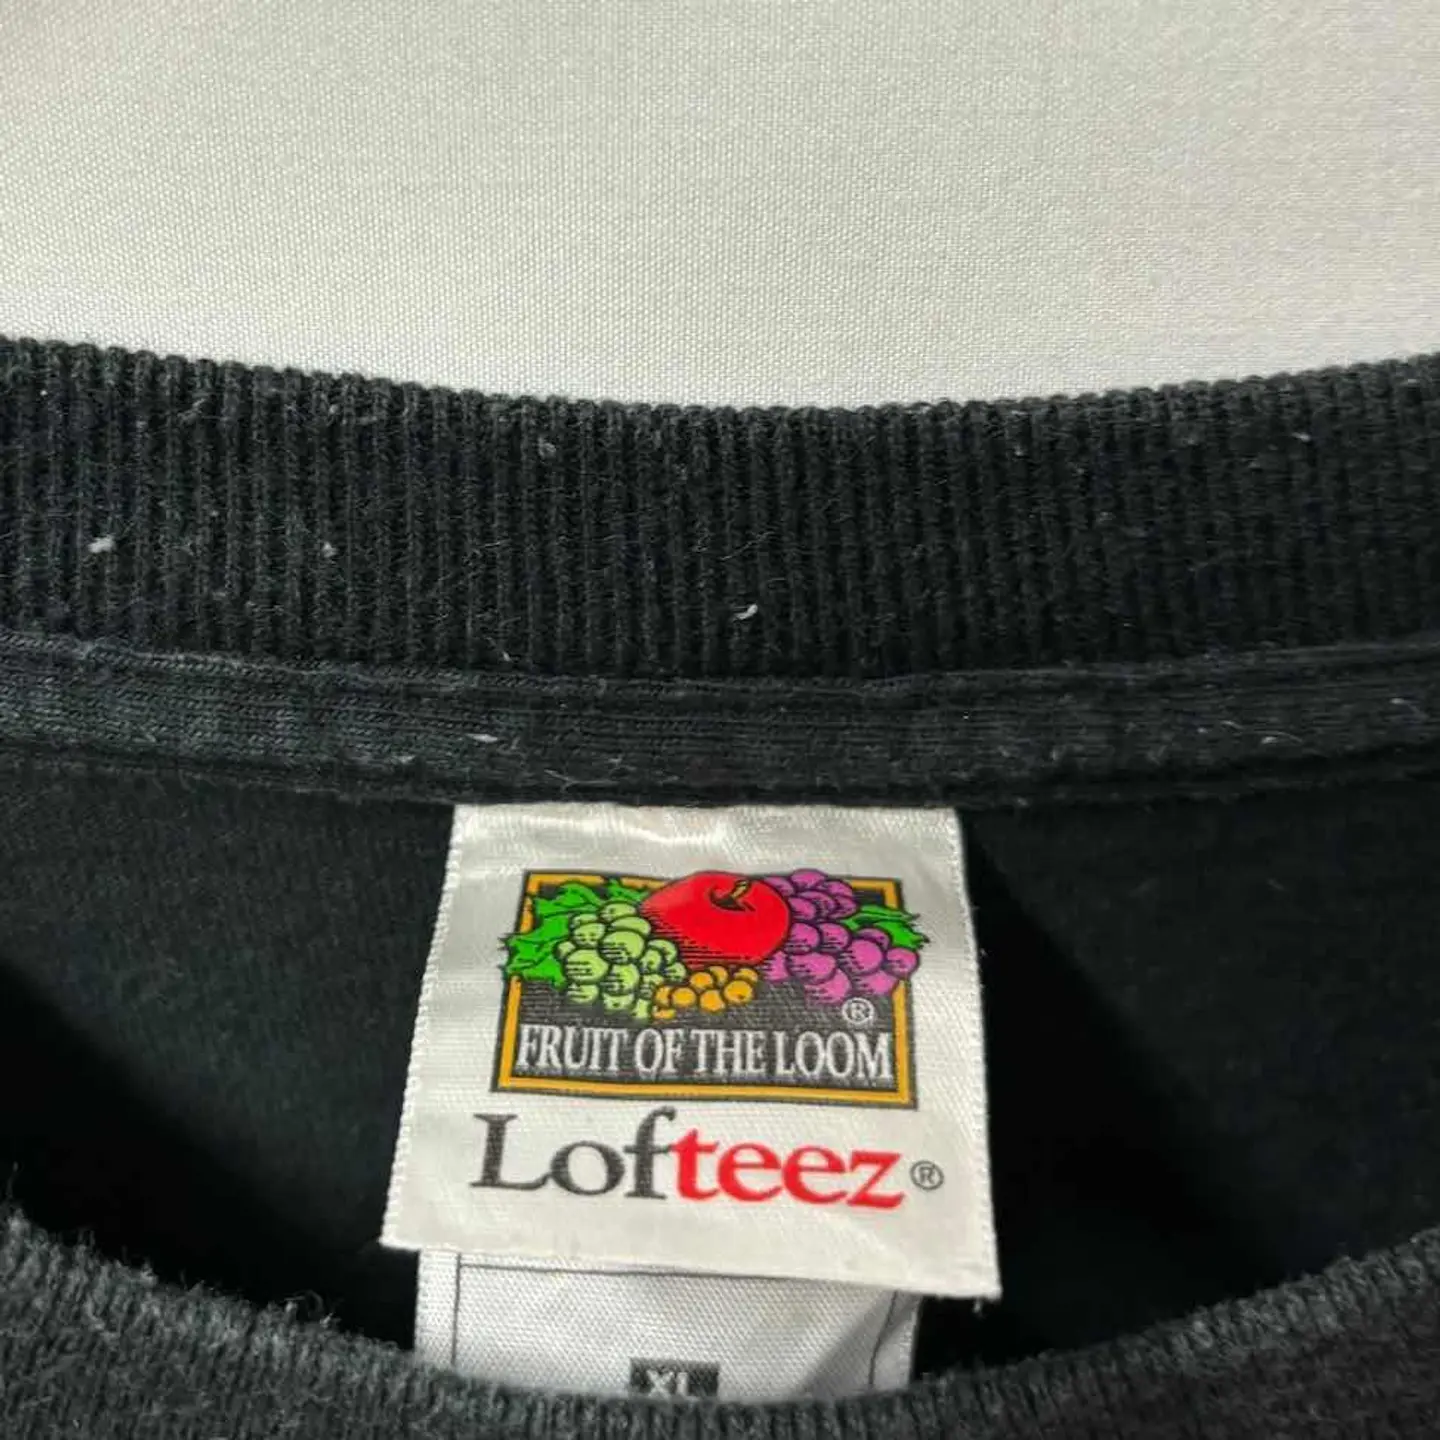 ®
FRUIT OF THE LOOM
Lofteez®
XL